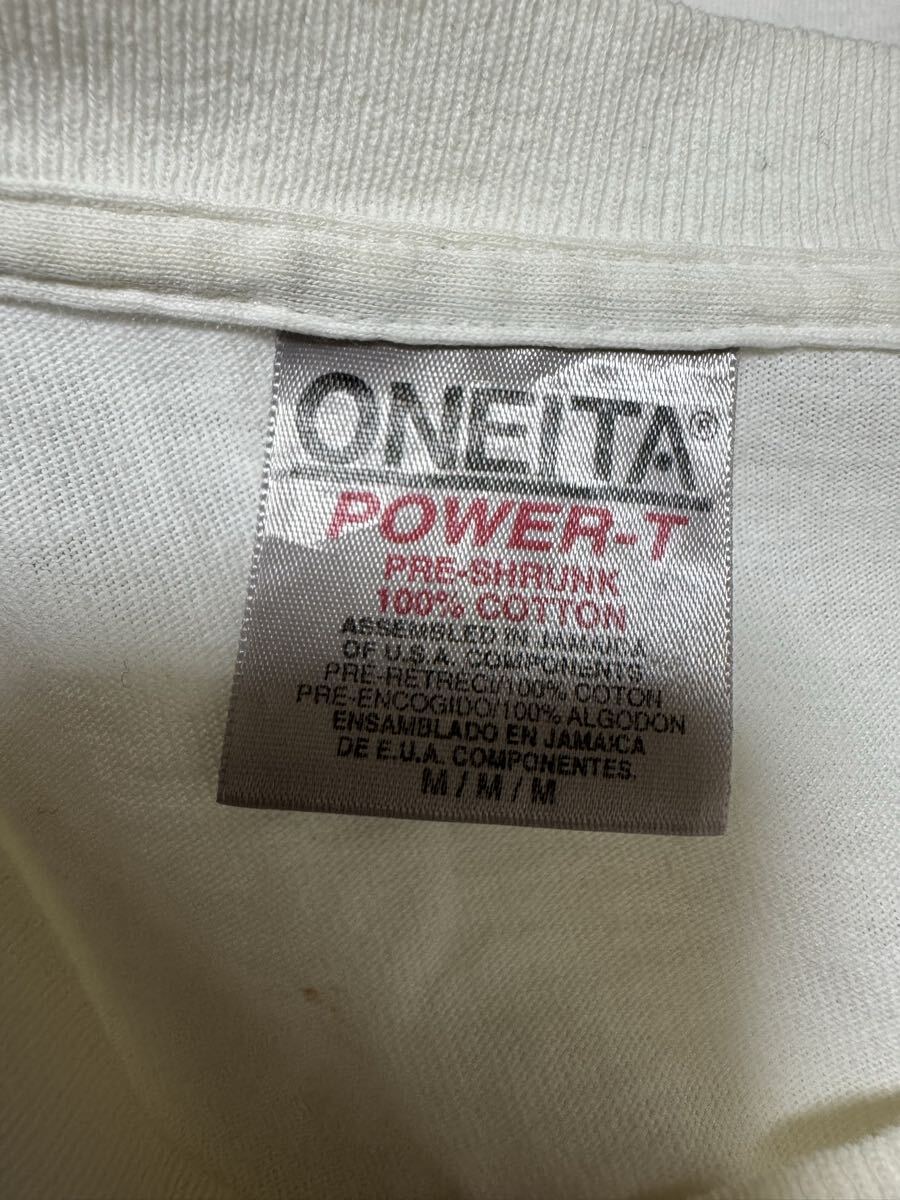 ONEITA®
POWER-T
PRE-SHRUNK
100% COTTON
ASSEMBLED IN JAMAICA
OF U.S.A. COMPONENTS
PRE-RETRECI/100% COTON
PRE-ENCOGIDO/100% ALGODON
ENSAMBLADO EN JAMAICA
DE E.U.A. COMPONENTES.
M / M / M